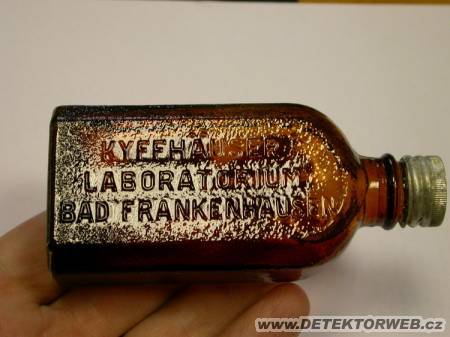 KYFFHÄUSER
LABORATORIUM
BAD FRANKENHAUSEN
www.DETEKTORWEB.cz